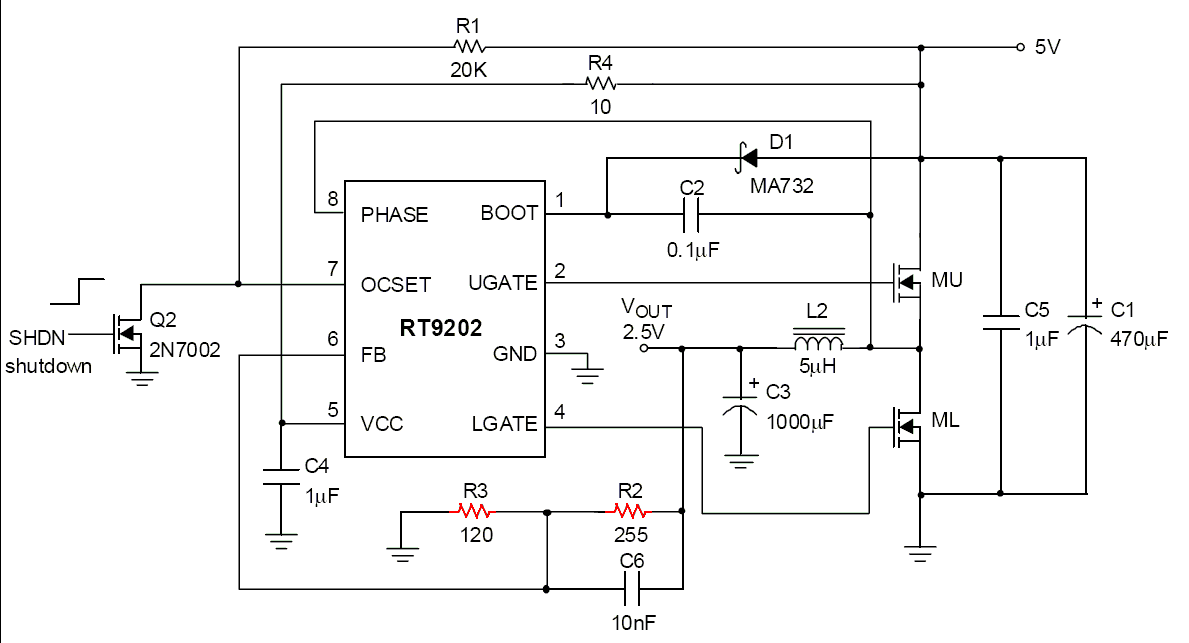 R1
20K
5V
R4
10
D1
MA732
C2
0.1µF
8
PHASE
BOOT
1
7
OCSET
UGATE
2
MU
RT9202
VOUT
2.5V
L2
5µH
SHDN
shutdown
Q2
2N7002
6
FB
GND
3
C5
1µF
+
C1
470µF
+
C3
1000µF
5
VCC
LGATE
4
ML
C4
1µF
R3
120
R2
255
C6
10nF